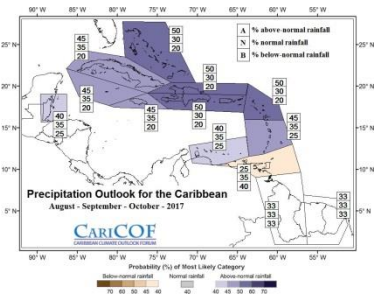 A % above-normal rainfall
N % normal rainfall
B % below-normal rainfall
25°N
20°N
15°N
10°N
5°N
50
30
20
45
35
20
50
30
20
45
35
20
45
35
20
50
30
20
40
35
25
40
35
25
45
35
20
25
35
40
33
33
33
33
33
33
Precipitation Outlook for the Caribbean
August - September - October - 2017
CariCOF
CARIBBEAN CLIMATE OUTLOOK FORUM
90°W 85°W 80°W 75°W 70°W 65°W 60°W 55°W
Probability (%) of Most Likely Category
Below-normal rainfall Normal rainfall Above-normal rainfall
70 60 50 45 40 40 40 45 50 60 70